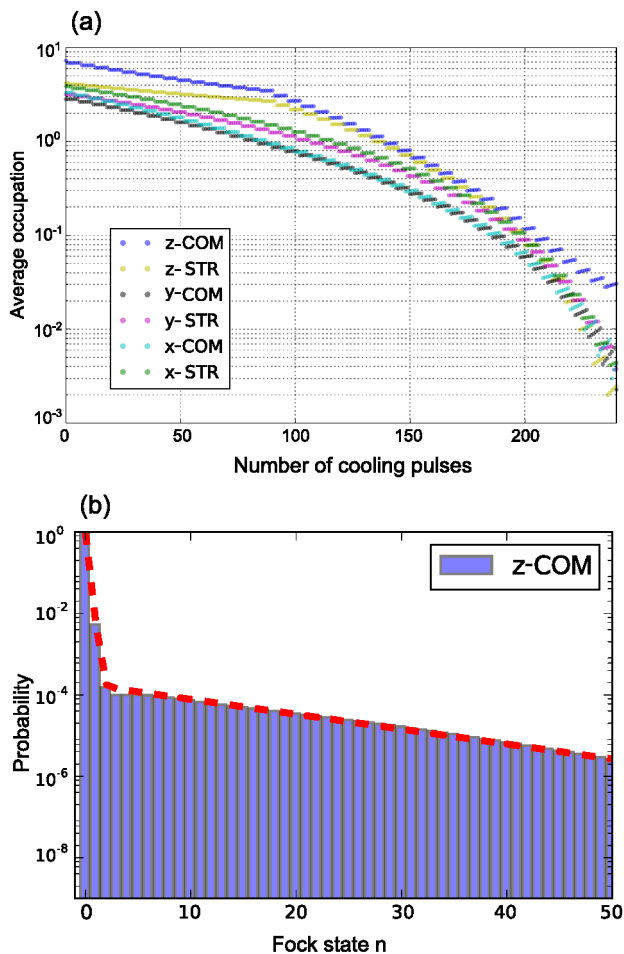 (a)
10^1
10^0
10^-1
10^-2
10^-3
Average occupation
z-COM
z-STR
y-COM
y-STR
x-COM
x-STR
0 50 100 150 200
Number of cooling pulses
(b)
10^0
10^-2
10^-4
10^-6
10^-8
Probability
z-COM
0 10 20 30 40 50
Fock state n